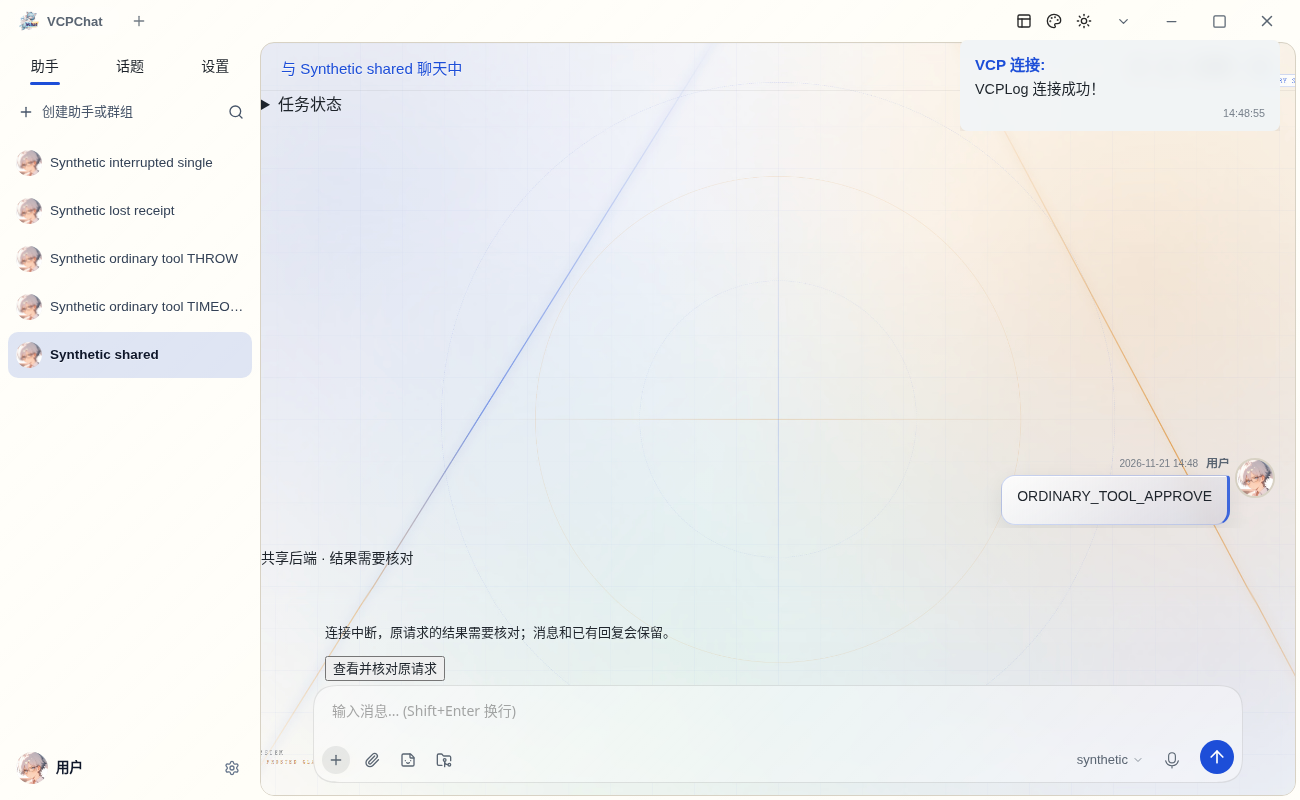 VCPChat
助手 话题 设置
创建助手或群组
Synthetic interrupted single
Synthetic lost receipt
Synthetic ordinary tool THROW
Synthetic ordinary tool TIMEO…
Synthetic shared
用户
与 Synthetic shared 聊天中
任务状态
VCP 连接:
VCPLog 连接成功!
14:48:55
2026-11-21 14:48 用户
ORDINARY_TOOL_APPROVE
共享后端 · 结果需要核对
连接中断，原请求的结果需要核对；消息和已有回复会保留。
查看并核对原请求
输入消息... (Shift+Enter 换行)
synthetic